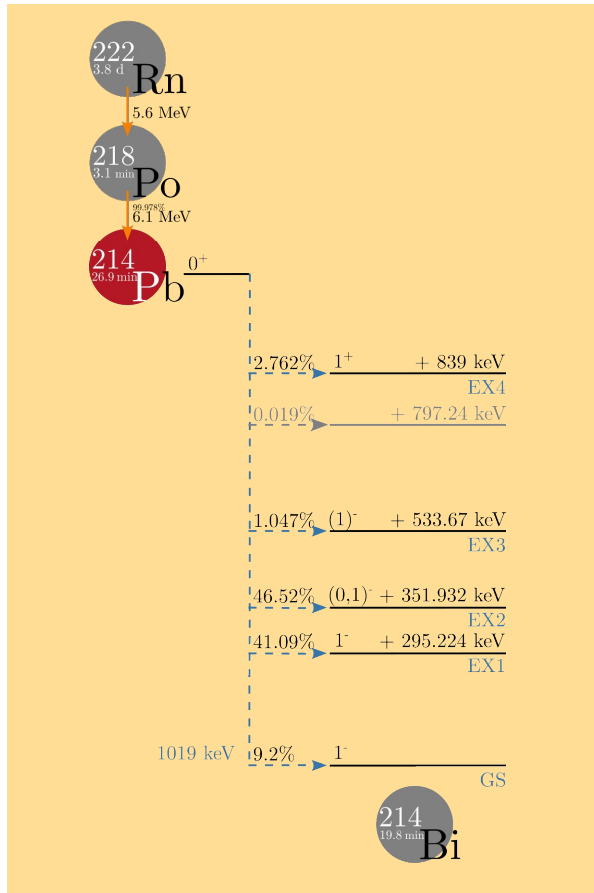 222
3.8 d
Rn
5.6 MeV
218
3.1 min
Po
99.978%
6.1 MeV
214
26.9 min
Pb
0⁺
2.762% 1⁺ + 839 keV
EX4
0.019% + 797.24 keV
1.047% (1)⁻ + 533.67 keV
EX3
46.52% (0,1)⁻ + 351.932 keV
EX2
41.09% 1⁻ + 295.224 keV
EX1
1019 keV 9.2% 1⁻
GS
214
19.8 min
Bi